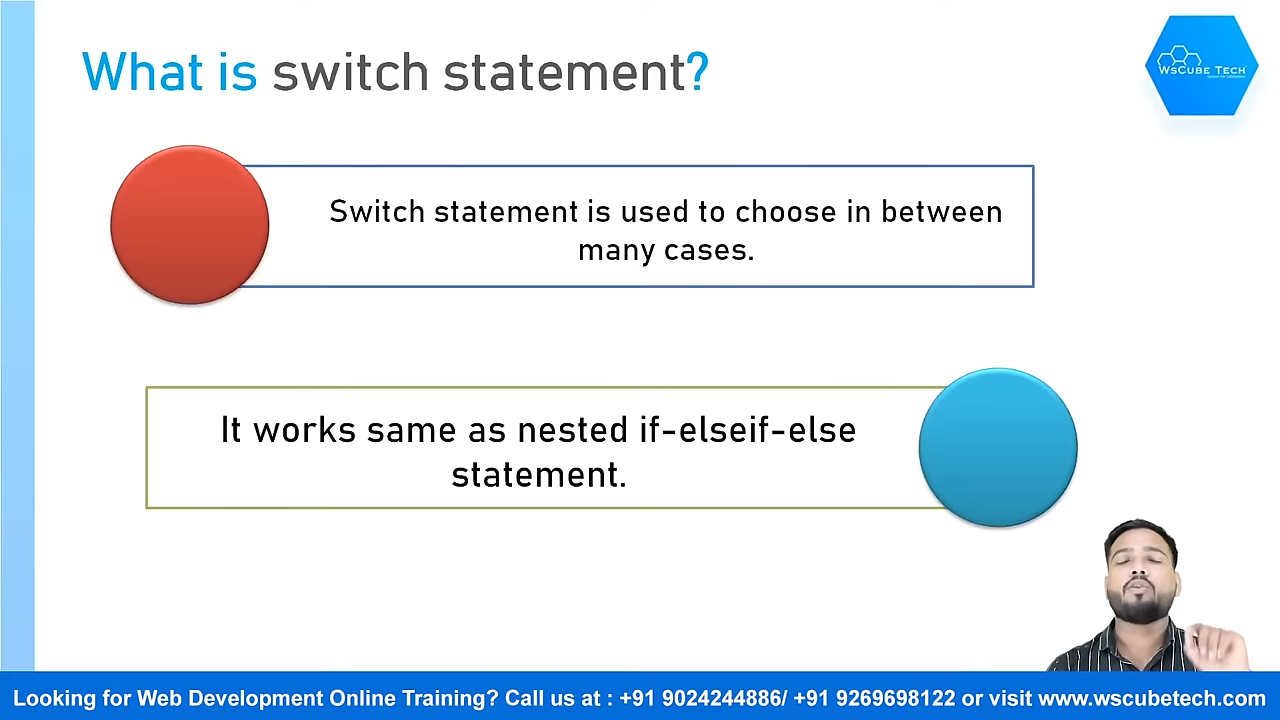 What is switch statement?
WsCube Tech
Switch statement is used to choose in between
many cases.
It works same as nested if-elseif-else
statement.
Looking for Web Development Online Training? Call us at : +91 9024244886/ +91 9269698122 or visit www.wscubetech.com